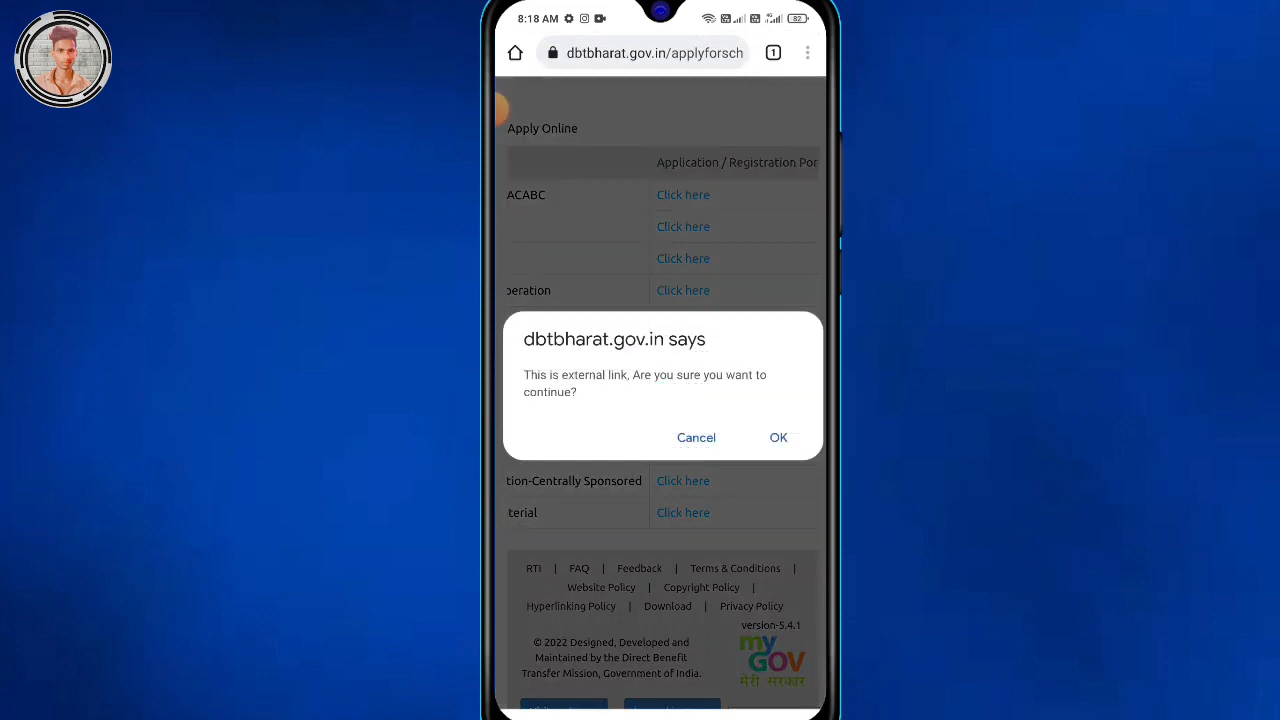 8:18 AM
82
dbtbharat.gov.in/applyforsch
1
Apply Online
Application / Registration Por
ACABC Click here
Click here
Click here
peration Click here
dbtbharat.gov.in says
This is external link, Are you sure you want to
continue?
Cancel OK
tion-Centrally Sponsored Click here
terial Click here
RTI | FAQ | Feedback | Terms & Conditions |
Website Policy | Copyright Policy |
Hyperlinking Policy | Download | Privacy Policy
version-5.4.1
© 2022 Designed, Developed and
Maintained by the Direct Benefit
Transfer Mission, Government of India.
my
GOV
मेरी सरकार